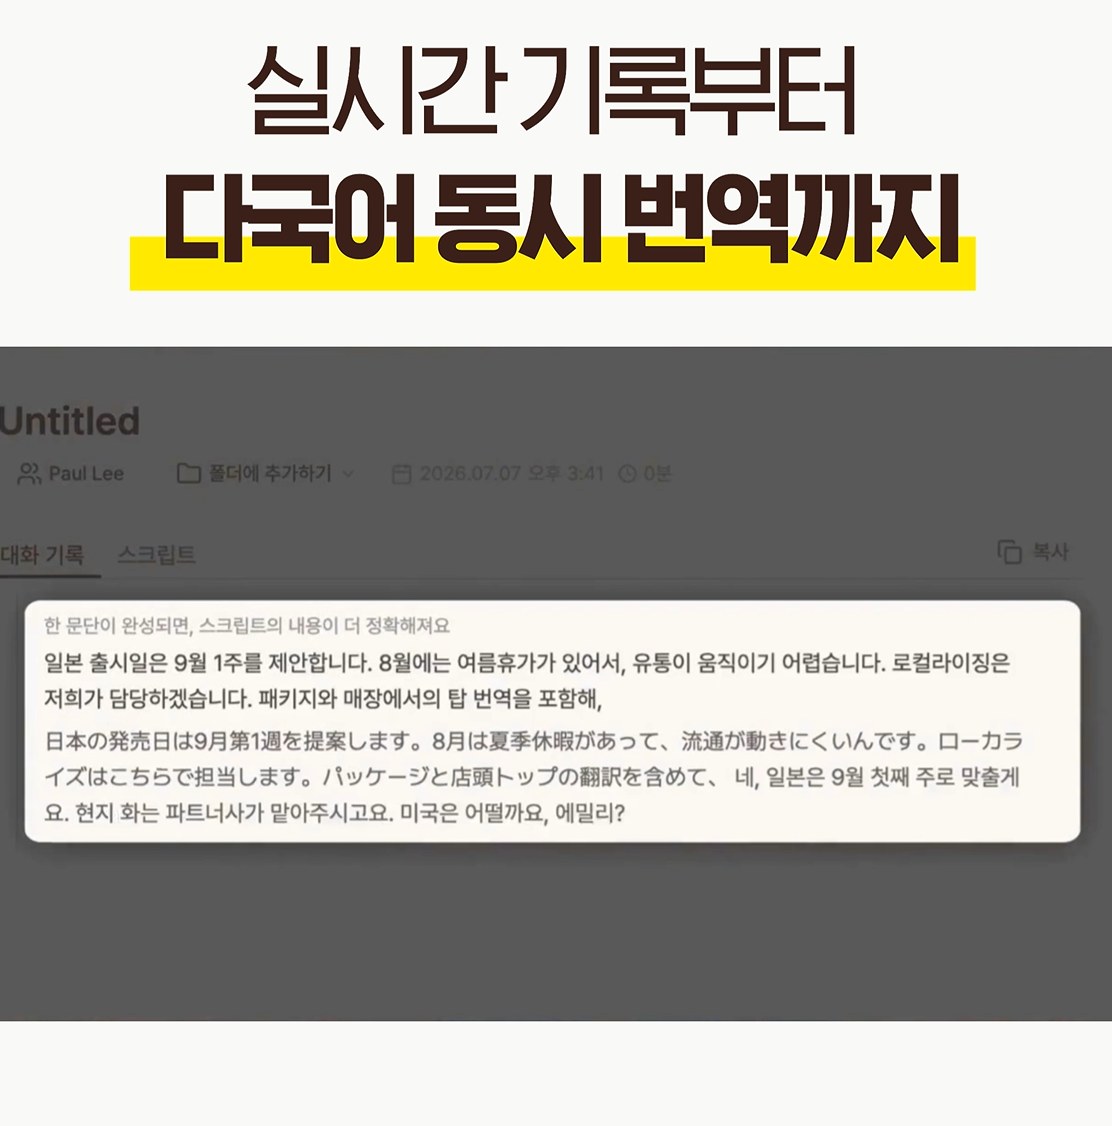 실시간 기록부터
다국어 동시 번역까지
Untitled
Paul Lee 폴더에 추가하기 2026.07.07 오후 3:41 0분
대화 기록 스크립트 복사
한 문단이 완성되면, 스크립트의 내용이 더 정확해져요
일본 출시일은 9월 1주를 제안합니다. 8월에는 여름휴가가 있어서, 유통이 움직이기 어렵습니다. 로컬라이징은
저희가 담당하겠습니다. 패키지와 매장에서의 탑 번역을 포함해,
日本の発売日は9月第1週を提案します。8月は夏季休暇があって、流通が動きにくいんです。ローカラ
イズはこちらで担当します。パッケージと店頭トップの翻訳を含めて、 네, 일본은 9월 첫째 주로 맞출게
요. 현지 화는 파트너사가 맡아주시고요. 미국은 어떨까요, 에밀리?